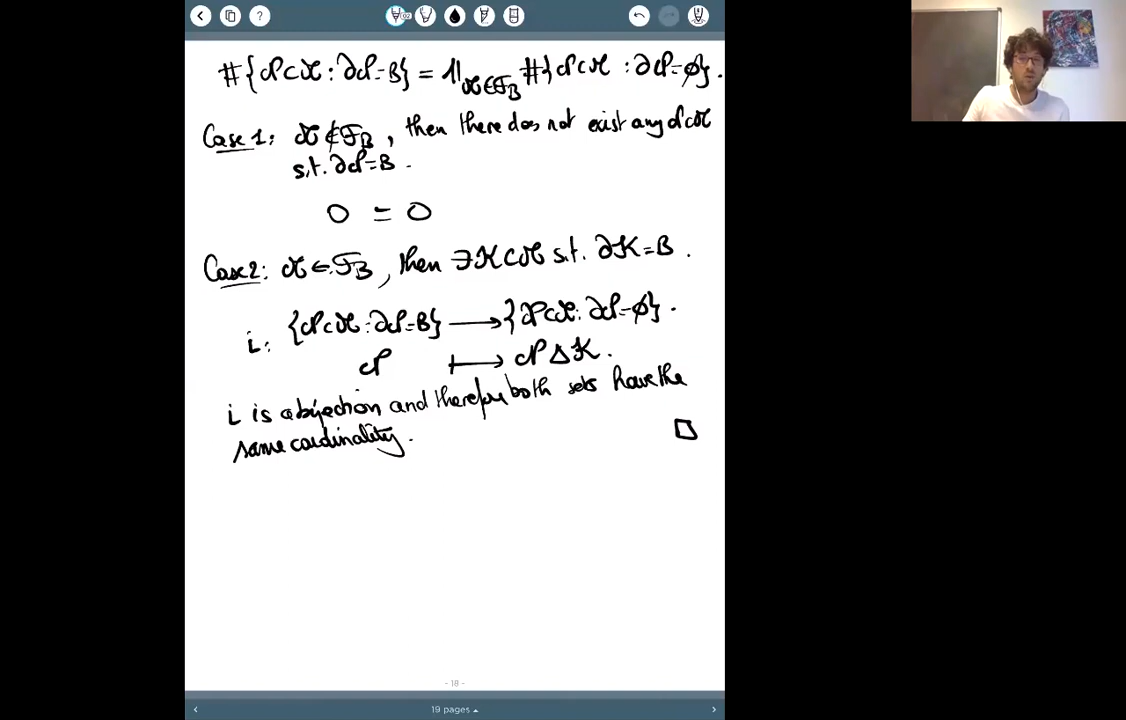 #{𝒫⊂ℳ : ∂𝒫=B} = 𝟙_{ℳ∈ℱ_B} #{𝒫⊂ℳ : ∂𝒫=∅}.
Case 1: ℳ∉ℱ_B, then there does not exist any 𝒫⊂ℳ
s.t. ∂𝒫=B.
0 = 0
Case 2: ℳ∈ℱ_B, then ∃𝒦⊂ℳ s.t. ∂𝒦=B.
i: {𝒫⊂ℳ : ∂𝒫=B} ⟶ {𝒫⊂ℳ : ∂𝒫=∅}.
𝒫 ⟼ 𝒫Δ𝒦.
i is a bijection and therefore both sets have the
same cardinality. □
- 18 -
19 pages